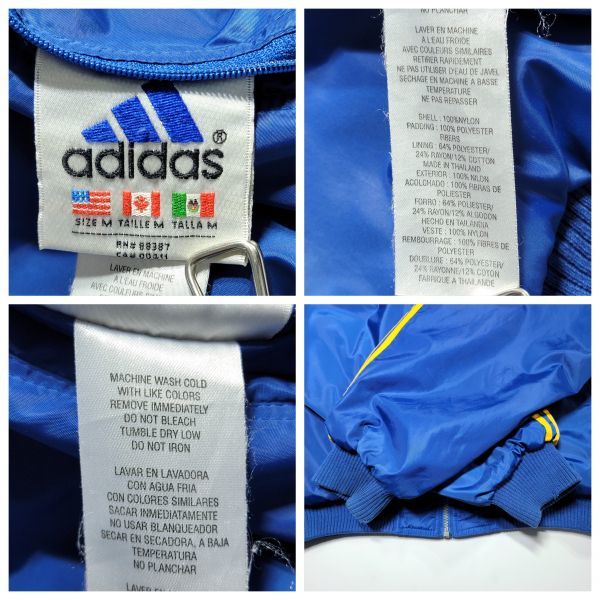 adidas®
SIZE M TAILLE M TALLA M
RN# 88387
CA# 00411
LAVER EN MACHINE
A L'EAU FROIDE
AVEC COULEURS SIMILAIRES
NO PLANCHAR
LAVER EN MACHINE
A L'EAU FROIDE
AVEC COULEURS SIMILAIRES
RETIRER RAPIDEMENT
NE PAS UTILISER D'EAU DE JAVEL
SECHAGE EN MACHINE A BASSE
TEMPERATURE
NE PAS REPASSER
SHELL : 100%NYLON
PADDING : 100% POLYESTER
FIBERS
LINING : 64% POLYESTER/
24% RAYON/12% COTTON
MADE IN THAILAND
EXTERIOR : 100% NILON
ACOLCHADO : 100% FIBRAS DE
POLIESTER
FORRO : 64% POLIESTER/
24% RAYON/12% ALGODON
HECHO EN TAILANDIA
VESTE : 100% NYLON
REMBOURRAGE : 100% FIBRES DE
POLYESTER
DOUBLURE : 64% POLYESTER/
24% RAYONNE/12% COTON
FABRIQUE A THAILANDE
MACHINE WASH COLD
WITH LIKE COLORS
REMOVE IMMEDIATELY
DO NOT BLEACH
TUMBLE DRY LOW
DO NOT IRON
LAVAR EN LAVADORA
CON AGUA FRIA
CON COLORES SIMILARES
SACAR INMEDIATAMENTE
NO USAR BLANQUEADOR
SECAR EN SECADORA, A BAJA
TEMPERATURA
NO PLANCHAR